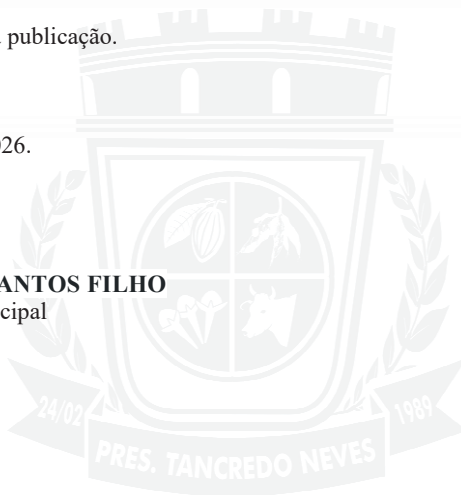 publicação.
26.
ANTOS FILHO
cipal
24/02
1989
PRES. TANCREDO NEVES